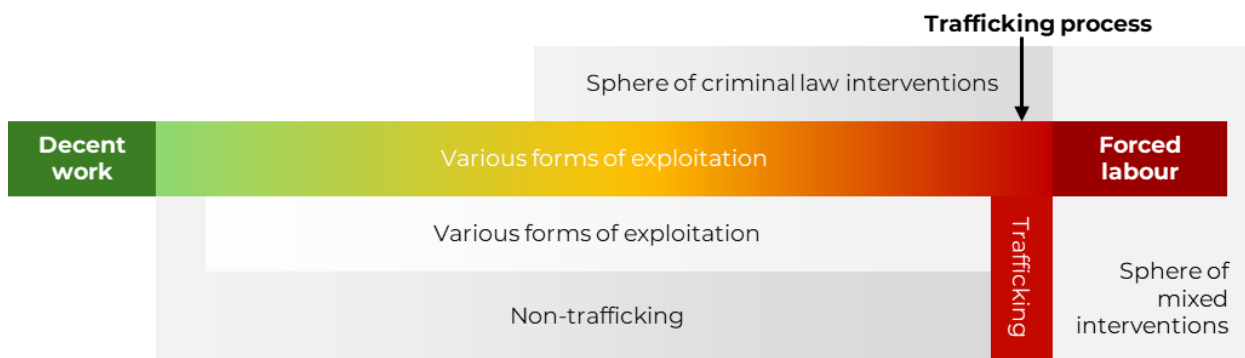 Trafficking process
Sphere of criminal law interventions
Decent
work
Various forms of exploitation
Forced
labour
Various forms of exploitation
Trafficking
Non-trafficking
Sphere of
mixed
interventions